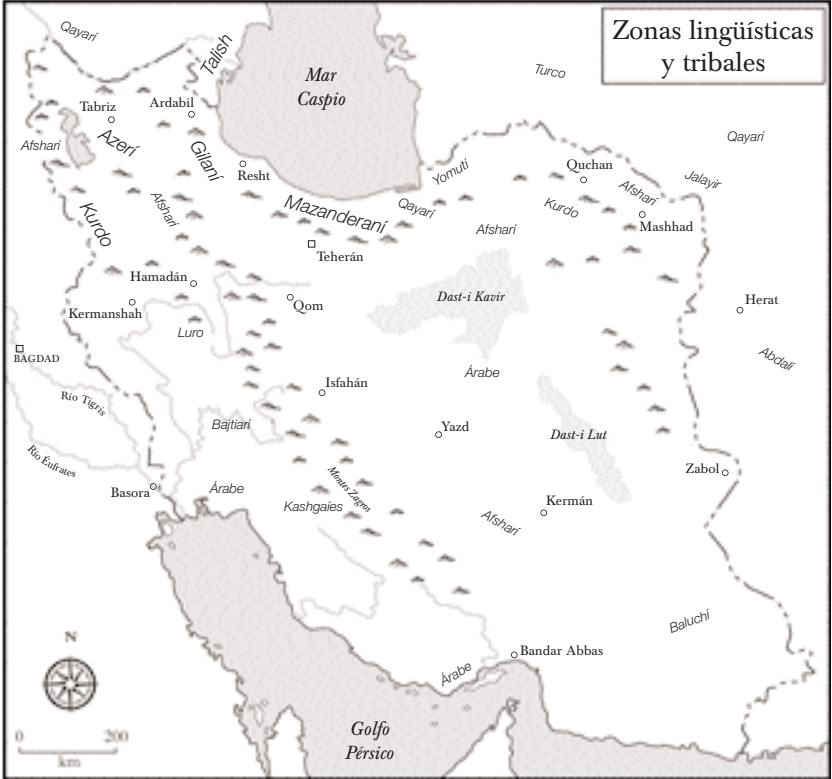 Zonas lingüísticas
y tribales
Qayarí
Talish
Mar
Caspio
Turco
Tabriz
Ardabil
Azerí
Gilaní
Afsharí
Resht
Yomutí
Quchan
Qayarí
Jalayir
Afsharí
Mazanderaní
Qayarí
Kurdo
Mashhad
Afsharí
Kurdo
Afsharí
Teherán
Hamadán
Kermanshah
Qom
Dast-i Kavir
Herat
Luro
BAGDAD
Abdalí
Árabe
Isfahán
Río Tigris
Bajtiarí
Yazd
Dast-i Lut
Río Éufrates
Zabol
Basora
Árabe
Montes Zagros
Kashgaíes
Kermán
Afsharí
Baluchí
N
Bandar Abbas
Árabe
Golfo
Pérsico
0 200
km